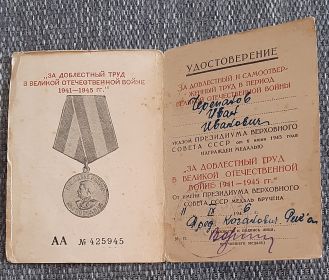 „ЗА ДОБЛЕСТНЫЙ ТРУД
В ВЕЛИКОЙ ОТЕЧЕСТВЕННОЙ ВОЙНЕ
1941—1945 гг."
АА № 425945
УДОСТОВЕРЕНИЕ
ЗА ДОБЛЕСТНЫЙ И САМООТВЕР-
ЖЕННЫЙ ТРУД В ПЕРИОД
ВЕЛИКОЙ ОТЕЧЕСТВЕННОЙ ВОЙНЫ
Иван
Иванович
УКАЗОМ ПРЕЗИДИУМА ВЕРХОВНОГО
СОВЕТА СССР от 6 июня 1945 года
НАГРАЖДЕН МЕДАЛЬЮ
„ЗА ДОБЛЕСТНЫЙ ТРУД
В ВЕЛИКОЙ ОТЕЧЕСТВЕННОЙ
ВОЙНЕ 1941—1945 гг."
От ИМЕНИ ПРЕЗИДИУМА ВЕРХОВНОГО
СОВЕТА СССР МЕДАЛЬ ВРУЧЕНА
1946